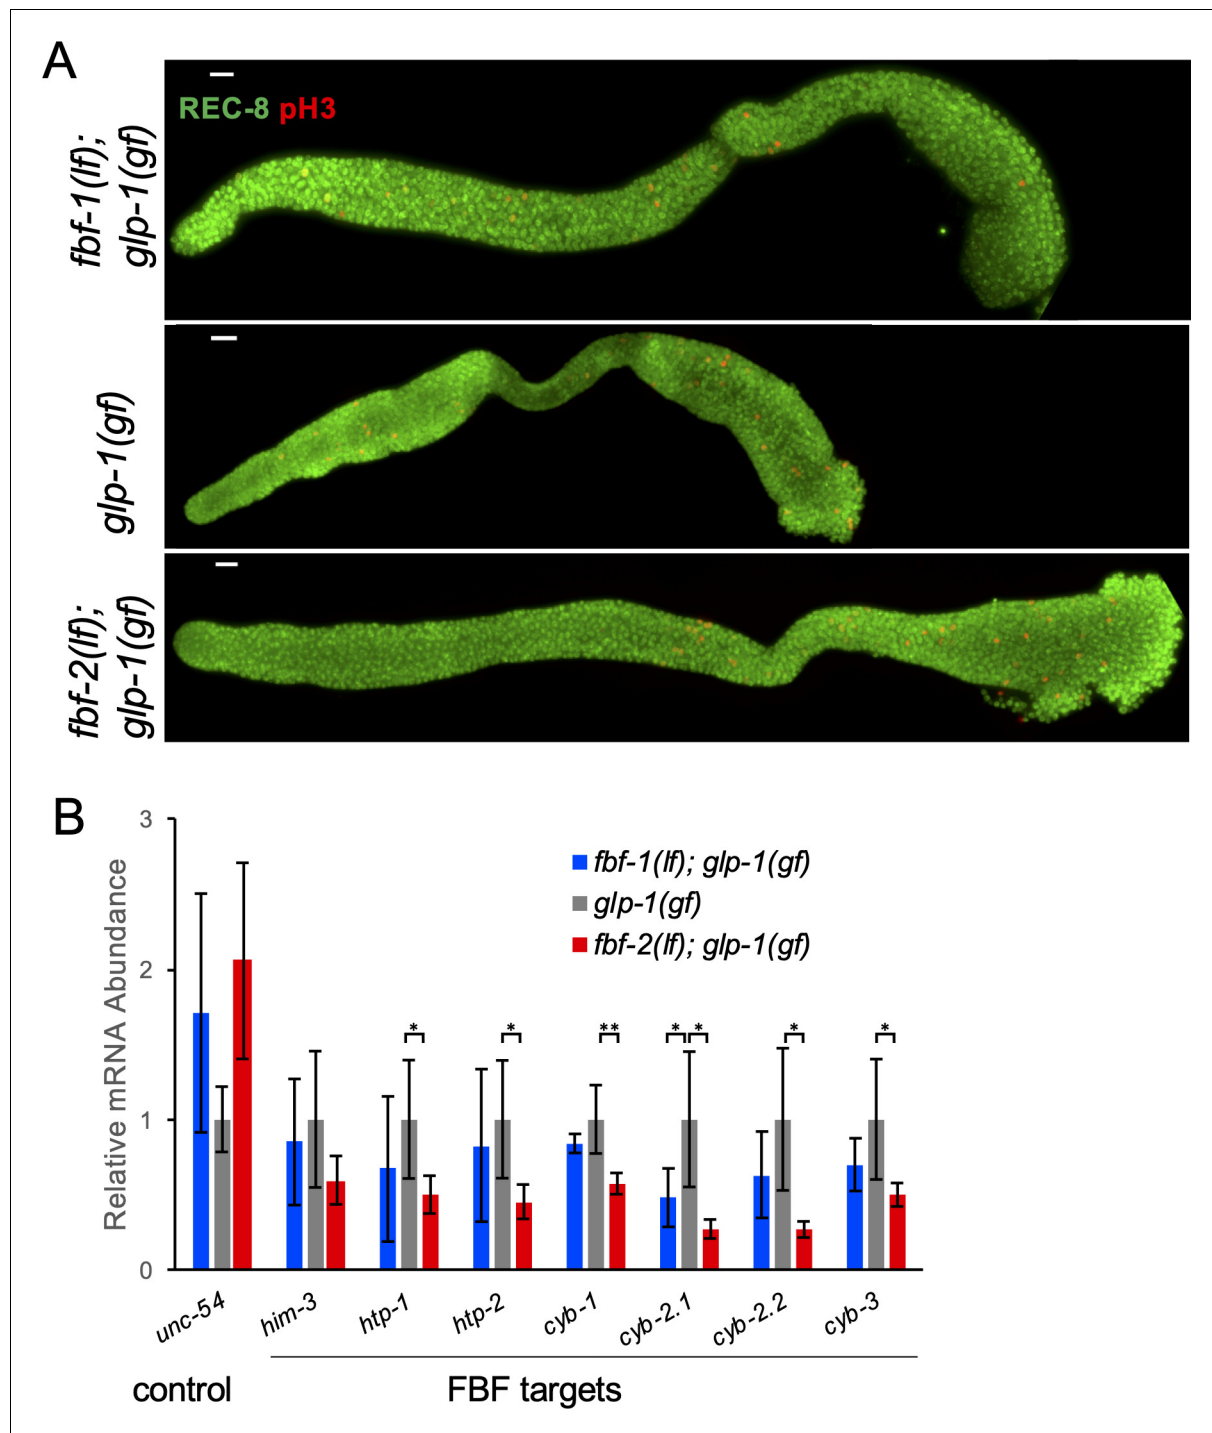 A
REC-8 pH3
fbf-1(lf);
glp-1(gf)
glp-1(gf)
fbf-2(lf);
glp-1(gf)
B
Relative mRNA Abundance
3
2
1
0
fbf-1(lf); glp-1(gf)
glp-1(gf)
fbf-2(lf); glp-1(gf)
* * ** * * * *
unc-54 him-3 htp-1 htp-2 cyb-1 cyb-2.1 cyb-2.2 cyb-3
control FBF targets